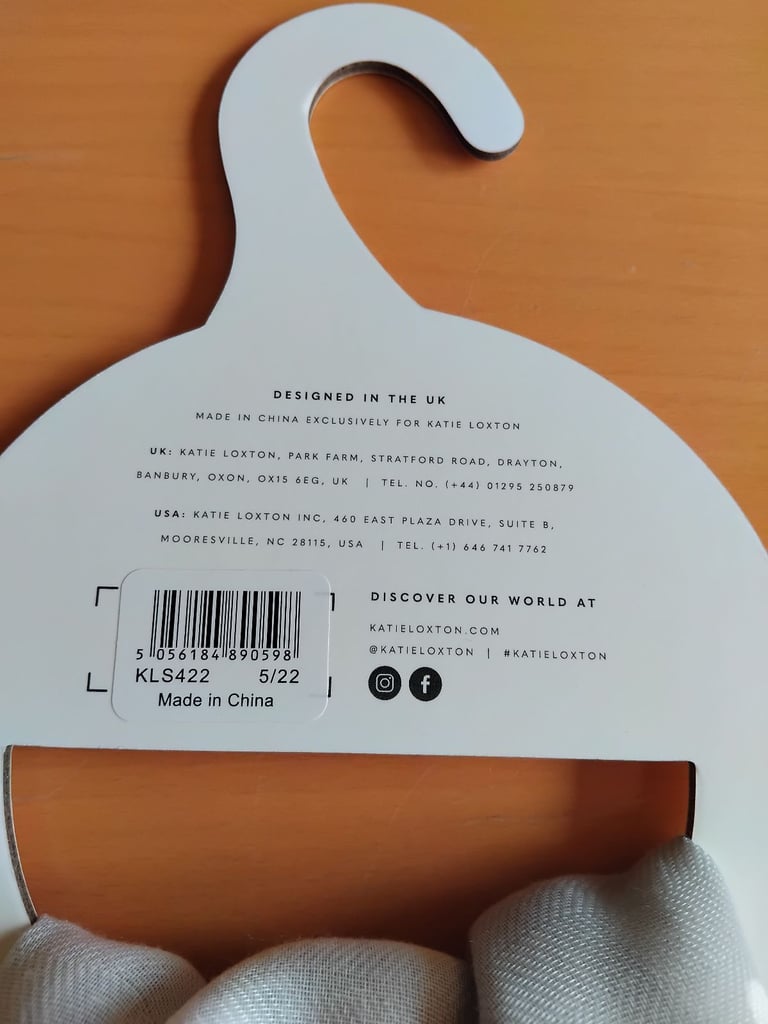 DESIGNED IN THE UK
MADE IN CHINA EXCLUSIVELY FOR KATIE LOXTON
UK: KATIE LOXTON, PARK FARM, STRATFORD ROAD, DRAYTON,
BANBURY, OXON, OX15 6EG, UK | TEL. NO. (+44) 01295 250879
USA: KATIE LOXTON INC, 460 EAST PLAZA DRIVE, SUITE B,
MOORESVILLE, NC 28115, USA | TEL. (+1) 646 741 7762
5 056184 890598
KLS422 5/22
Made in China
DISCOVER OUR WORLD AT
KATIELOXTON.COM
@KATIELOXTON | #KATIELOXTON